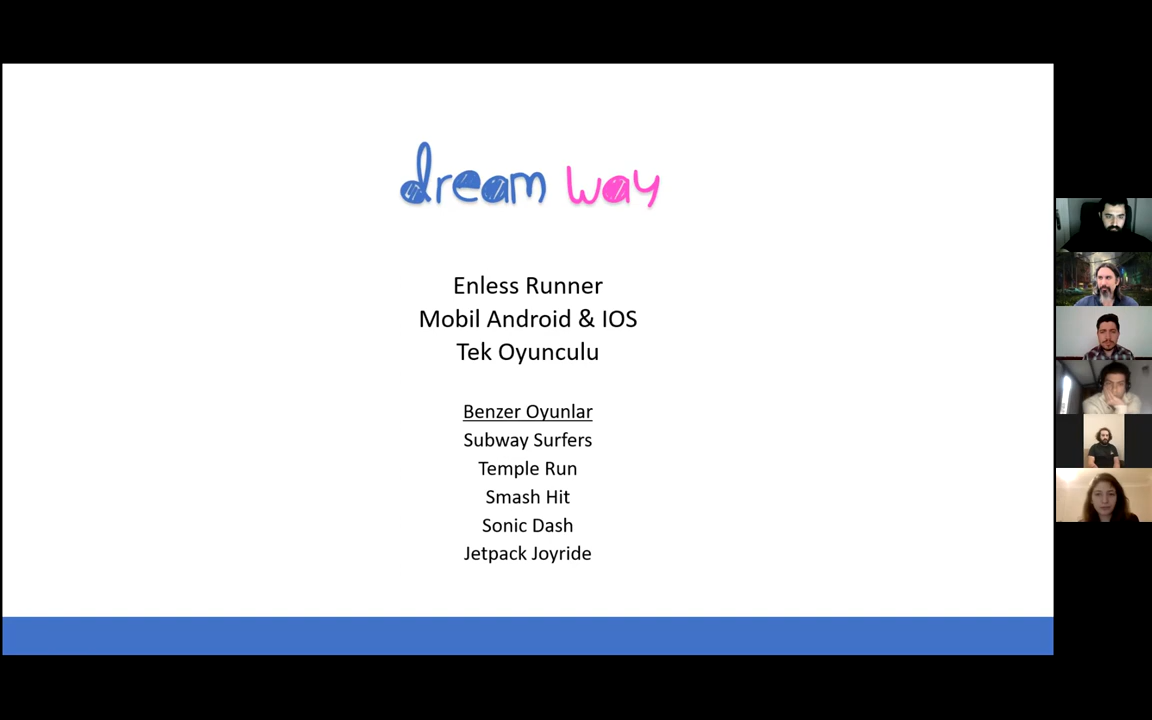 dream way
Enless Runner
Mobil Android & IOS
Tek Oyunculu
Benzer Oyunlar
Subway Surfers
Temple Run
Smash Hit
Sonic Dash
Jetpack Joyride